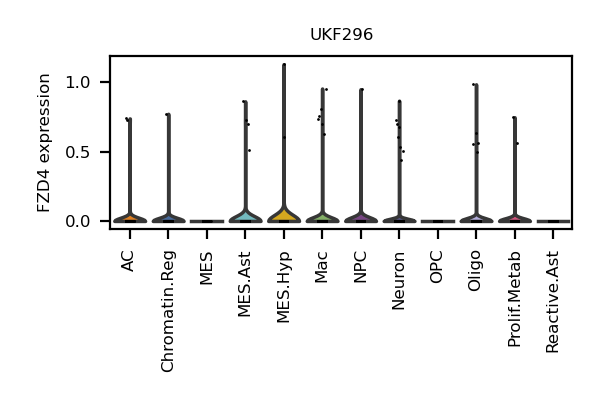 UKF296
FZD4 expression
1.0
0.5
0.0
AC
Chromatin.Reg
MES
MES.Ast
MES.Hyp
Mac
NPC
Neuron
OPC
Oligo
Prolif.Metab
Reactive.Ast